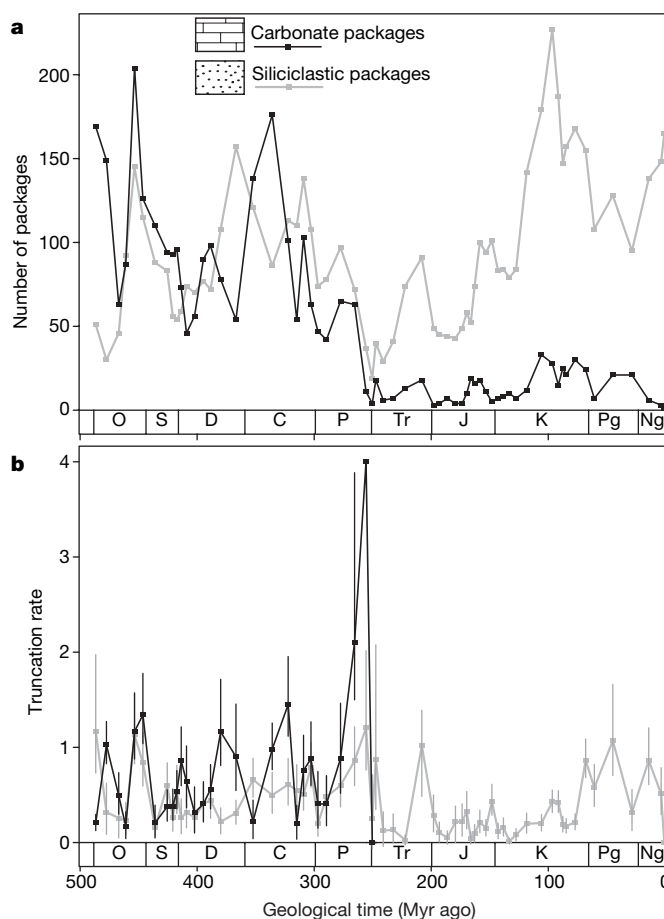 a
Carbonate packages
Siliciclastic packages
Number of packages
200
150
100
50
0
O S D C P Tr J K Pg Ng
b
Truncation rate
4
3
2
1
0
O S D C P Tr J K Pg Ng
500 400 300 200 100 0
Geological time (Myr ago)